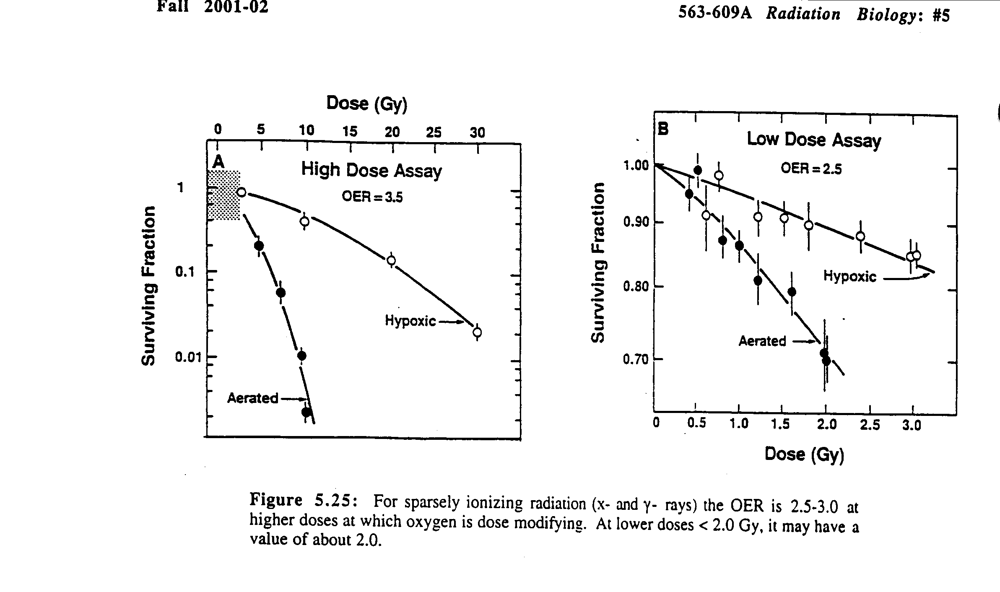 Fall 2001-02
563-609A Radiation Biology: #5
Dose (Gy)
0 5 10 15 20 25 30
A
High Dose Assay
OER = 3.5
1
0.1
0.01
Surviving Fraction
Hypoxic
Aerated
B
Low Dose Assay
OER = 2.5
1.00
0.90
0.80
0.70
Surviving Fraction
Hypoxic
Aerated
0 0.5 1.0 1.5 2.0 2.5 3.0
Dose (Gy)
Figure 5.25: For sparsely ionizing radiation (x- and γ- rays) the OER is 2.5-3.0 at
higher doses at which oxygen is dose modifying. At lower doses < 2.0 Gy, it may have a
value of about 2.0.